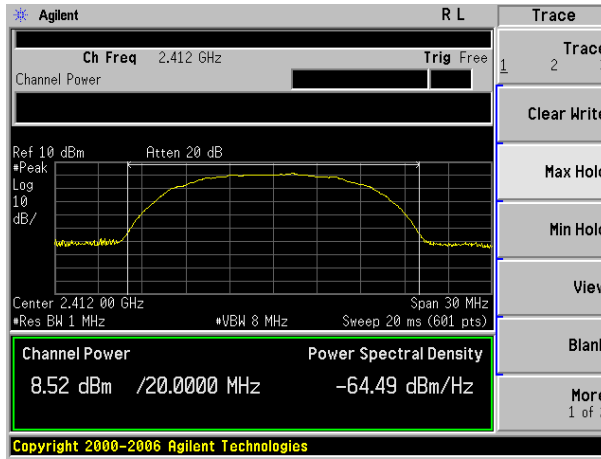 Agilent R L Trace
Ch Freq 2.412 GHz Trig Free
Channel Power
Trace
1 2
Clear Write
Max Hold
Min Hold
View
Blank
More
1 of
Ref 10 dBm Atten 20 dB
#Peak
Log
10
dB/
Center 2.412 00 GHz Span 30 MHz
#Res BW 1 MHz #VBW 8 MHz Sweep 20 ms (601 pts)
Channel Power Power Spectral Density
8.52 dBm /20.0000 MHz -64.49 dBm/Hz
Copyright 2000-2006 Agilent Technologies